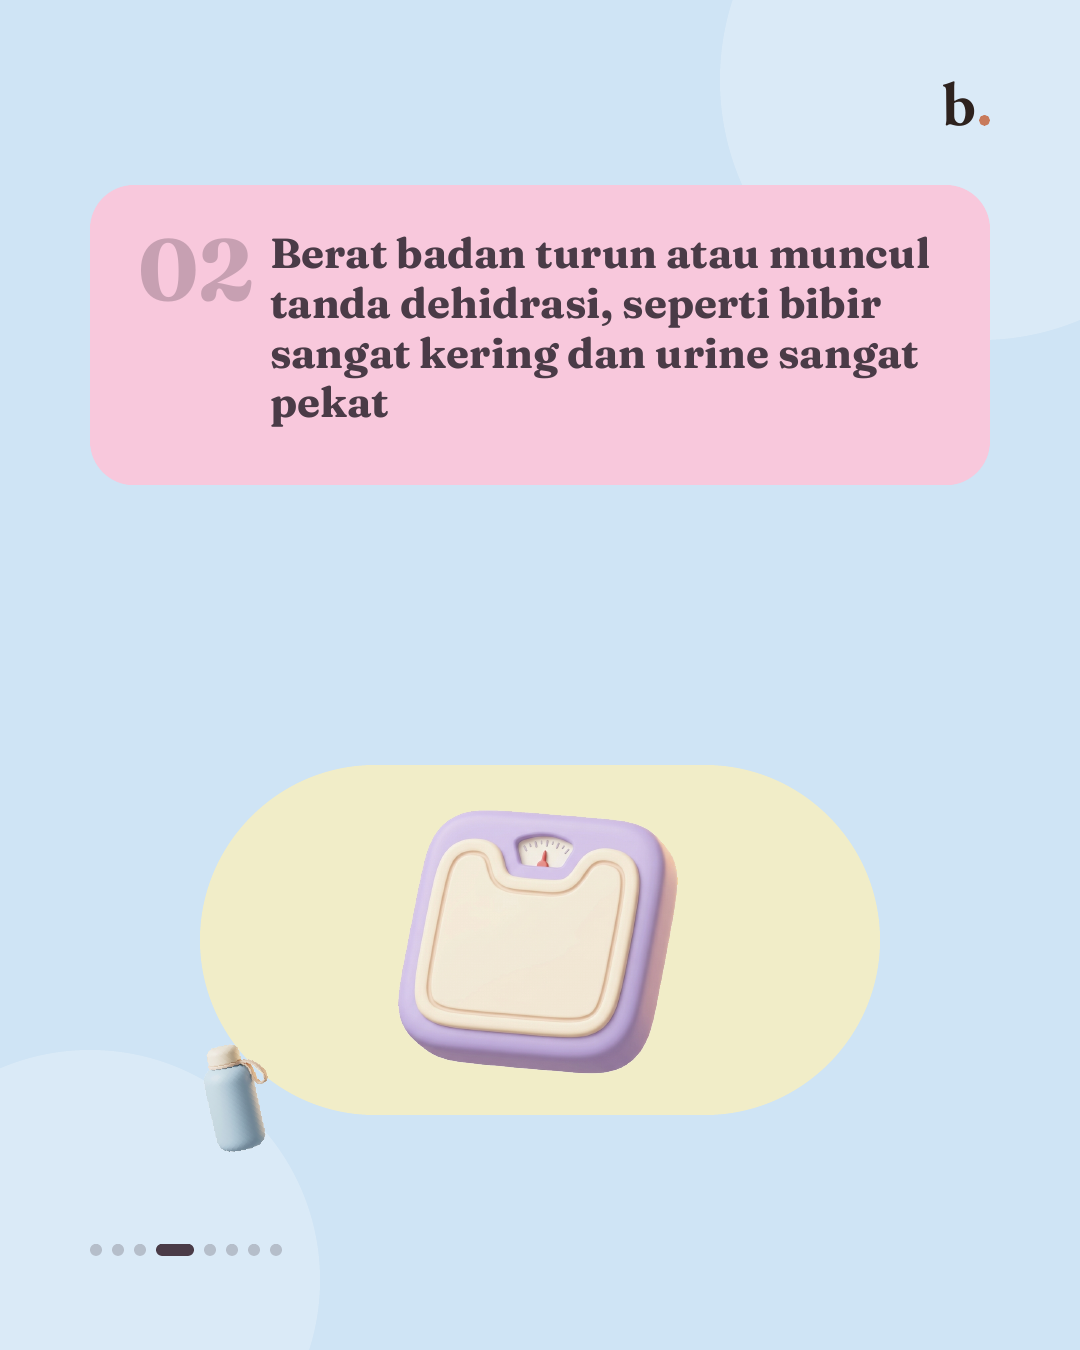 b.
02
Berat badan turun atau muncul
tanda dehidrasi, seperti bibir
sangat kering dan urine sangat
pekat